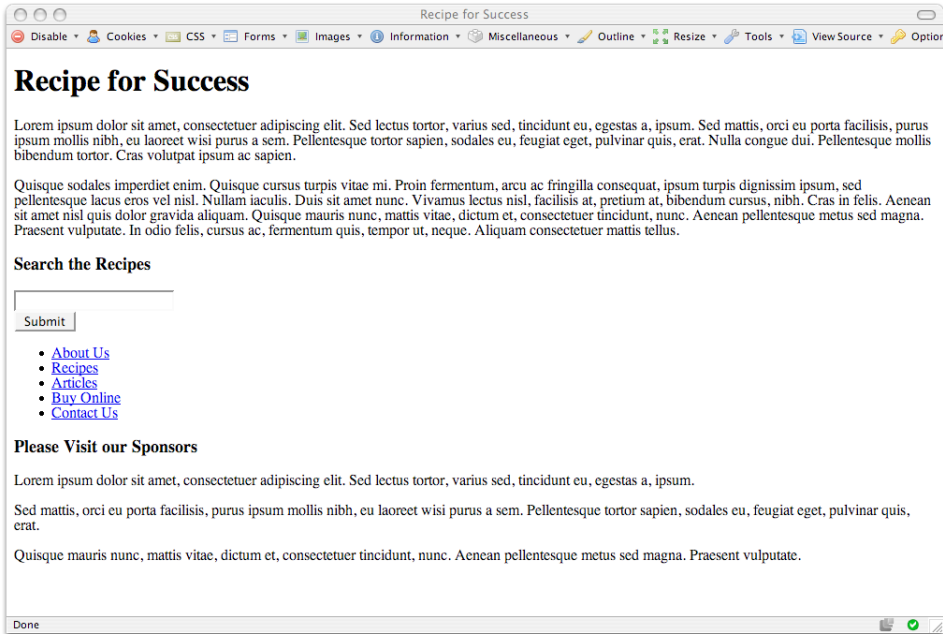 Recipe for Success
Disable Cookies CSS Forms Images Information Miscellaneous Outline Resize Tools View Source Option
Recipe for Success
Lorem ipsum dolor sit amet, consectetuer adipiscing elit. Sed lectus tortor, varius sed, tincidunt eu, egestas a, ipsum. Sed mattis, orci eu porta facilisis, purus
ipsum mollis nibh, eu laoreet wisi purus a sem. Pellentesque tortor sapien, sodales eu, feugiat eget, pulvinar quis, erat. Nulla congue dui. Pellentesque mollis
bibendum tortor. Cras volutpat ipsum ac sapien.
Quisque sodales imperdiet enim. Quisque cursus turpis vitae mi. Proin fermentum, arcu ac fringilla consequat, ipsum turpis dignissim ipsum, sed
pellentesque lacus eros vel nisl. Nullam iaculis. Duis sit amet nunc. Vivamus lectus nisl, facilisis at, pretium at, bibendum cursus, nibh. Cras in felis. Aenean
sit amet nisl quis dolor gravida aliquam. Quisque mauris nunc, mattis vitae, dictum et, consectetuer tincidunt, nunc. Aenean pellentesque metus sed magna.
Praesent vulputate. In odio felis, cursus ac, fermentum quis, tempor ut, neque. Aliquam consectetuer mattis tellus.
Search the Recipes
Submit
• About Us
• Recipes
• Articles
• Buy Online
• Contact Us
Please Visit our Sponsors
Lorem ipsum dolor sit amet, consectetuer adipiscing elit. Sed lectus tortor, varius sed, tincidunt eu, egestas a, ipsum.
Sed mattis, orci eu porta facilisis, purus ipsum mollis nibh, eu laoreet wisi purus a sem. Pellentesque tortor sapien, sodales eu, feugiat eget, pulvinar quis,
erat.
Quisque mauris nunc, mattis vitae, dictum et, consectetuer tincidunt, nunc. Aenean pellentesque metus sed magna. Praesent vulputate.
Done